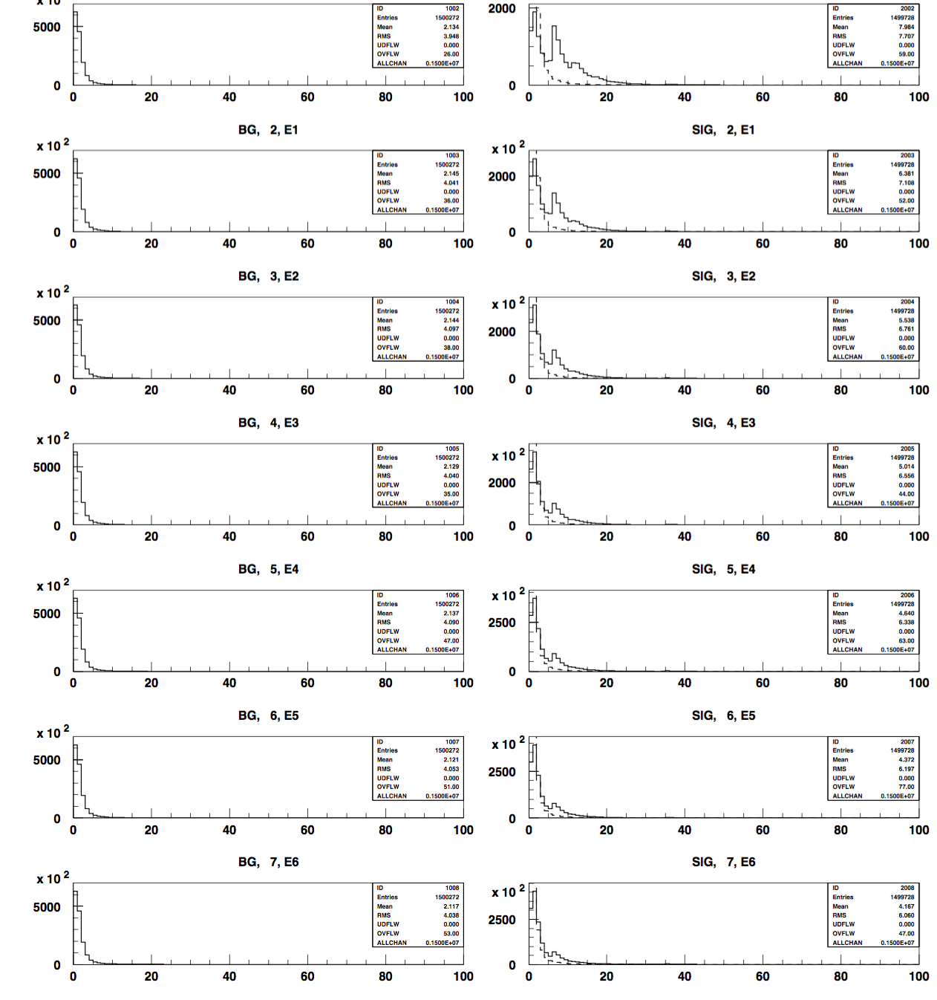 x 10
5000
0
0 20 40 60 80 100
ID 1002
Entries 1500272
Mean 2.134
RMS 3.948
UDFLW 0.000
OVFLW 26.00
ALLCHAN 0.1500E+07
2000
0
0 20 40 60 80 100
ID 2002
Entries 1499728
Mean 7.984
RMS 7.707
UDFLW 0.000
OVFLW 59.00
ALLCHAN 0.1500E+07
BG, 2, E1
x 10 2
5000
0
0 20 40 60 80 100
ID 1003
Entries 1500272
Mean 2.145
RMS 4.041
UDFLW 0.000
OVFLW 36.00
ALLCHAN 0.1500E+07
SIG, 2, E1
x 10 2
2000
0
0 20 40 60 80 100
ID 2003
Entries 1499728
Mean 6.381
RMS 7.108
UDFLW 0.000
OVFLW 52.00
ALLCHAN 0.1500E+07
BG, 3, E2
x 10 2
5000
0
0 20 40 60 80 100
ID 1004
Entries 1500272
Mean 2.144
RMS 4.097
UDFLW 0.000
OVFLW 38.00
ALLCHAN 0.1500E+07
SIG, 3, E2
x 10 2
2000
0
0 20 40 60 80 100
ID 2004
Entries 1499728
Mean 5.538
RMS 6.761
UDFLW 0.000
OVFLW 60.00
ALLCHAN 0.1500E+07
BG, 4, E3
x 10 2
5000
0
0 20 40 60 80 100
ID 1005
Entries 1500272
Mean 2.129
RMS 4.040
UDFLW 0.000
OVFLW 35.00
ALLCHAN 0.1500E+07
SIG, 4, E3
x 10 2
2000
0
0 20 40 60 80 100
ID 2005
Entries 1499728
Mean 5.014
RMS 6.556
UDFLW 0.000
OVFLW 44.00
ALLCHAN 0.1500E+07
BG, 5, E4
x 10 2
5000
0
0 20 40 60 80 100
ID 1006
Entries 1500272
Mean 2.137
RMS 4.090
UDFLW 0.000
OVFLW 47.00
ALLCHAN 0.1500E+07
SIG, 5, E4
x 10 2
2500
0
0 20 40 60 80 100
ID 2006
Entries 1499728
Mean 4.640
RMS 6.338
UDFLW 0.000
OVFLW 63.00
ALLCHAN 0.1500E+07
BG, 6, E5
x 10 2
5000
0
0 20 40 60 80 100
ID 1007
Entries 1500272
Mean 2.121
RMS 4.053
UDFLW 0.000
OVFLW 51.00
ALLCHAN 0.1500E+07
SIG, 6, E5
x 10 2
2500
0
0 20 40 60 80 100
ID 2007
Entries 1499728
Mean 4.372
RMS 6.197
UDFLW 0.000
OVFLW 77.00
ALLCHAN 0.1500E+07
BG, 7, E6
x 10 2
5000
0
0 20 40 60 80 100
ID 1008
Entries 1500272
Mean 2.117
RMS 4.038
UDFLW 0.000
OVFLW 53.00
ALLCHAN 0.1500E+07
SIG, 7, E6
x 10 2
2500
0
0 20 40 60 80 100
ID 2008
Entries 1499728
Mean 4.167
RMS 6.060
UDFLW 0.000
OVFLW 47.00
ALLCHAN 0.1500E+07